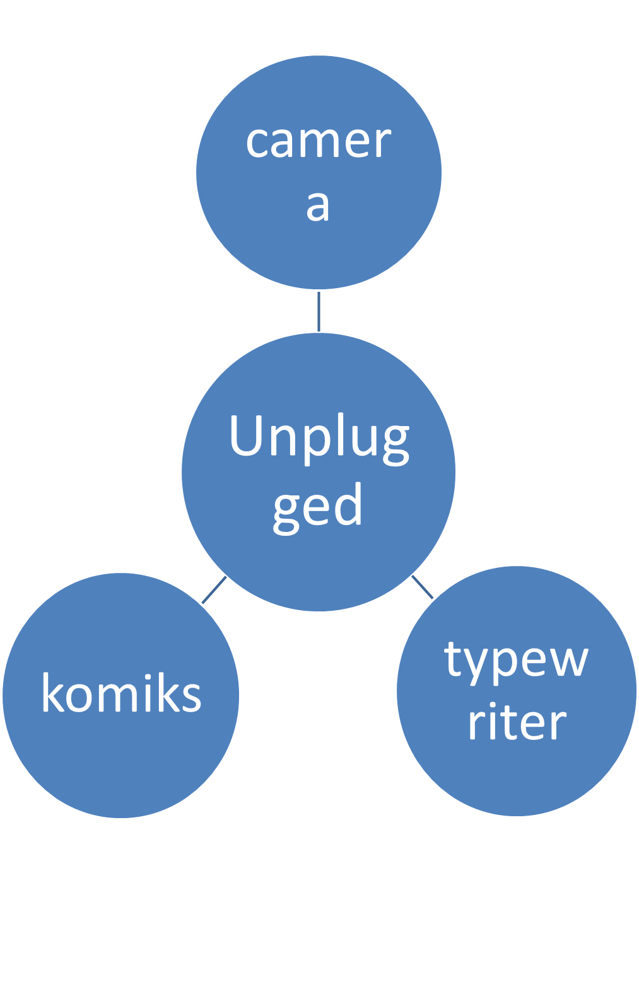 camer
a
Unplug
ged
komiks
typew
riter